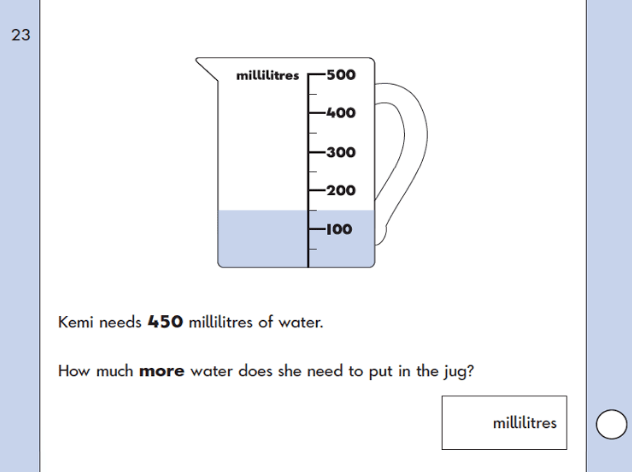 23
millilitres 500
400
300
200
100
Kemi needs 450 millilitres of water.
How much more water does she need to put in the jug?
millilitres